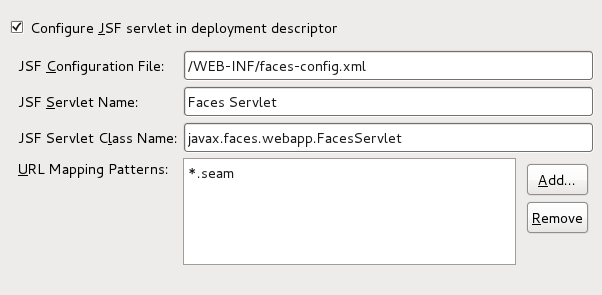 Configure JSF servlet in deployment descriptor
JSF Configuration File: /WEB-INF/faces-config.xml
JSF Servlet Name: Faces Servlet
JSF Servlet Class Name: javax.faces.webapp.FacesServlet
URL Mapping Patterns: *.seam
Add...
Remove